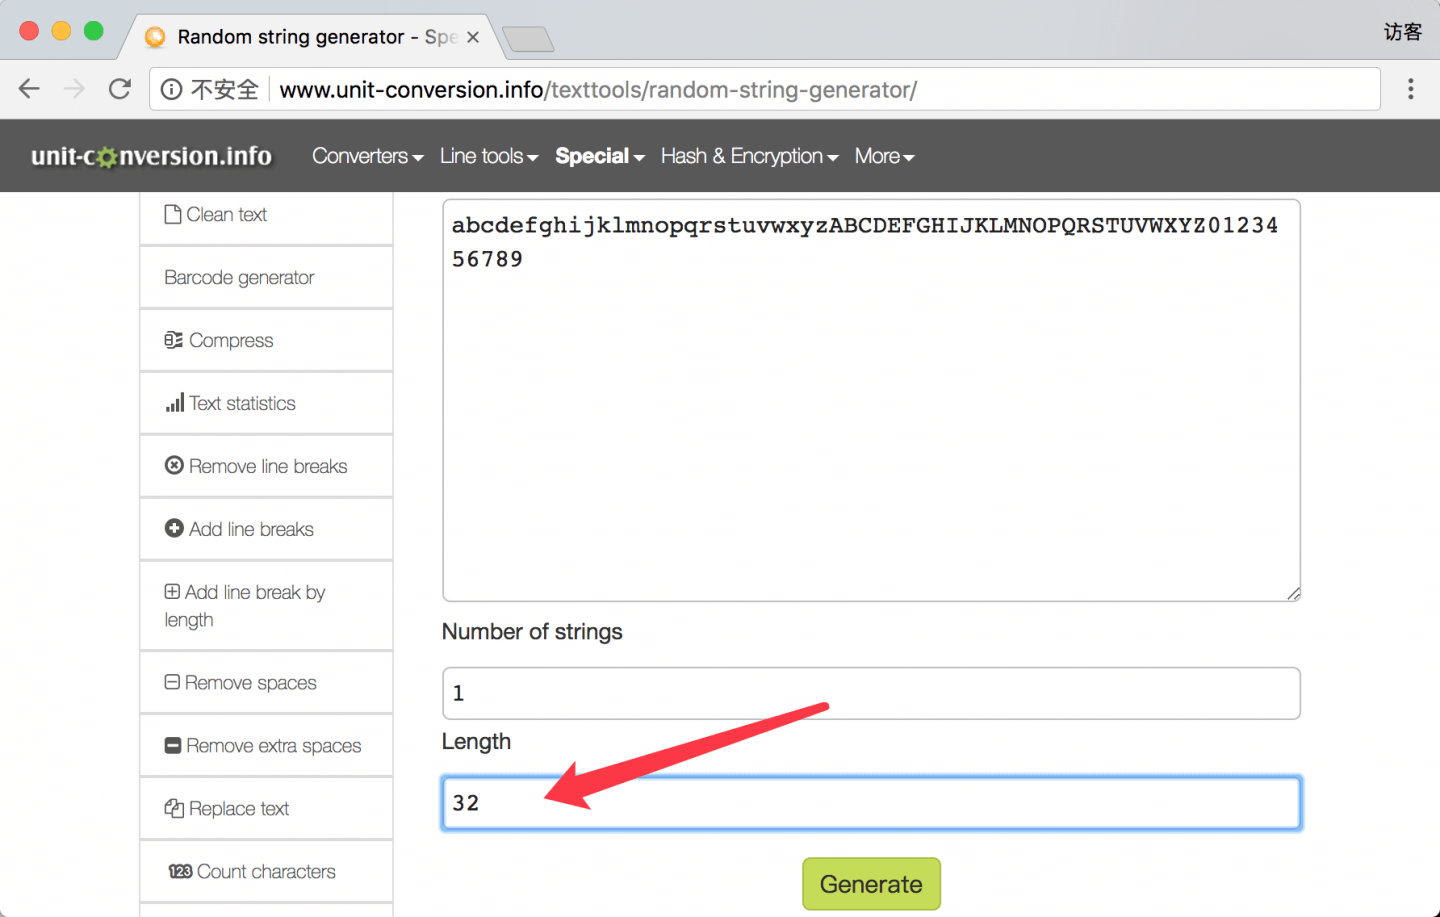 Random string generator - Spe
访客
不安全
www.unit-conversion.info/texttools/random-string-generator/
unit-conversion.info
Converters
Line tools
Special
Hash & Encryption
More
Clean text
Barcode generator
Compress
Text statistics
Remove line breaks
Add line breaks
Add line break by
length
Remove spaces
Remove extra spaces
Replace text
123 Count characters
abcdefghijklmnopqrstuvwxyzABCDEFGHIJKLMNOPQRSTUVWXYZ01234
56789
Number of strings
1
Length
32
Generate